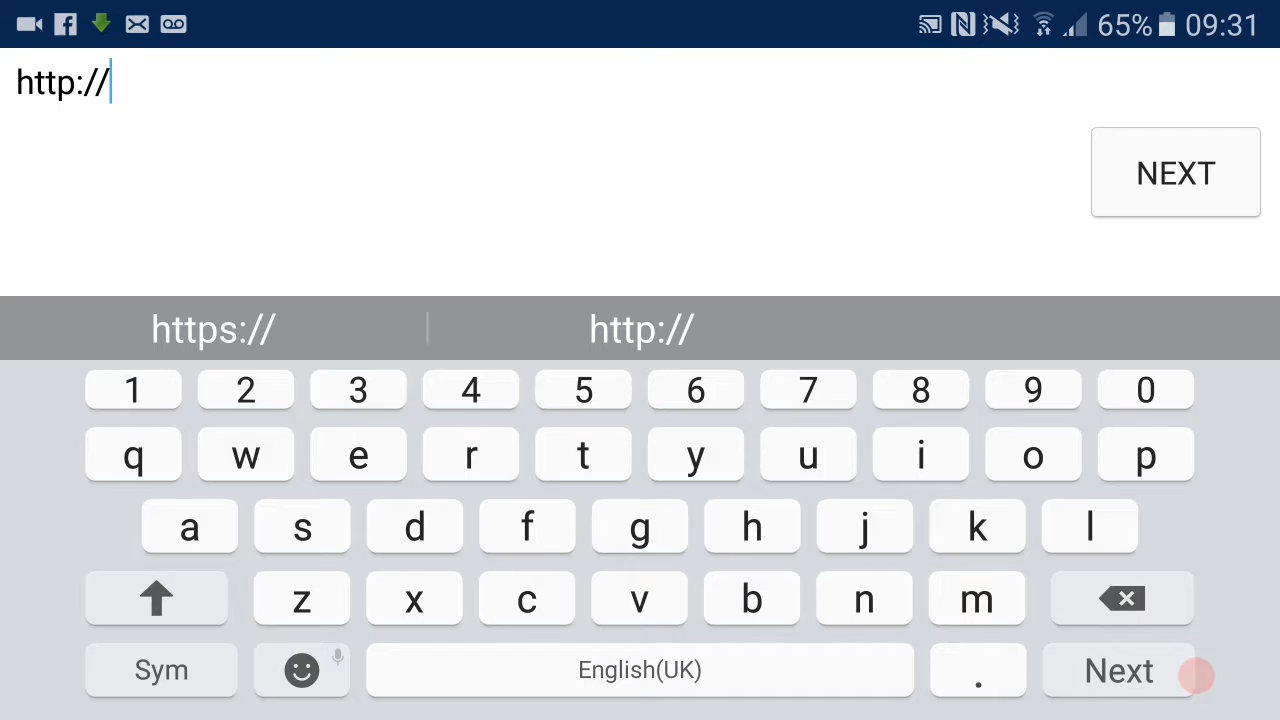 65% 09:31
http://
NEXT
https:// http://
1 2 3 4 5 6 7 8 9 0
q w e r t y u i o p
a s d f g h j k l
z x c v b n m
Sym English(UK) . Next